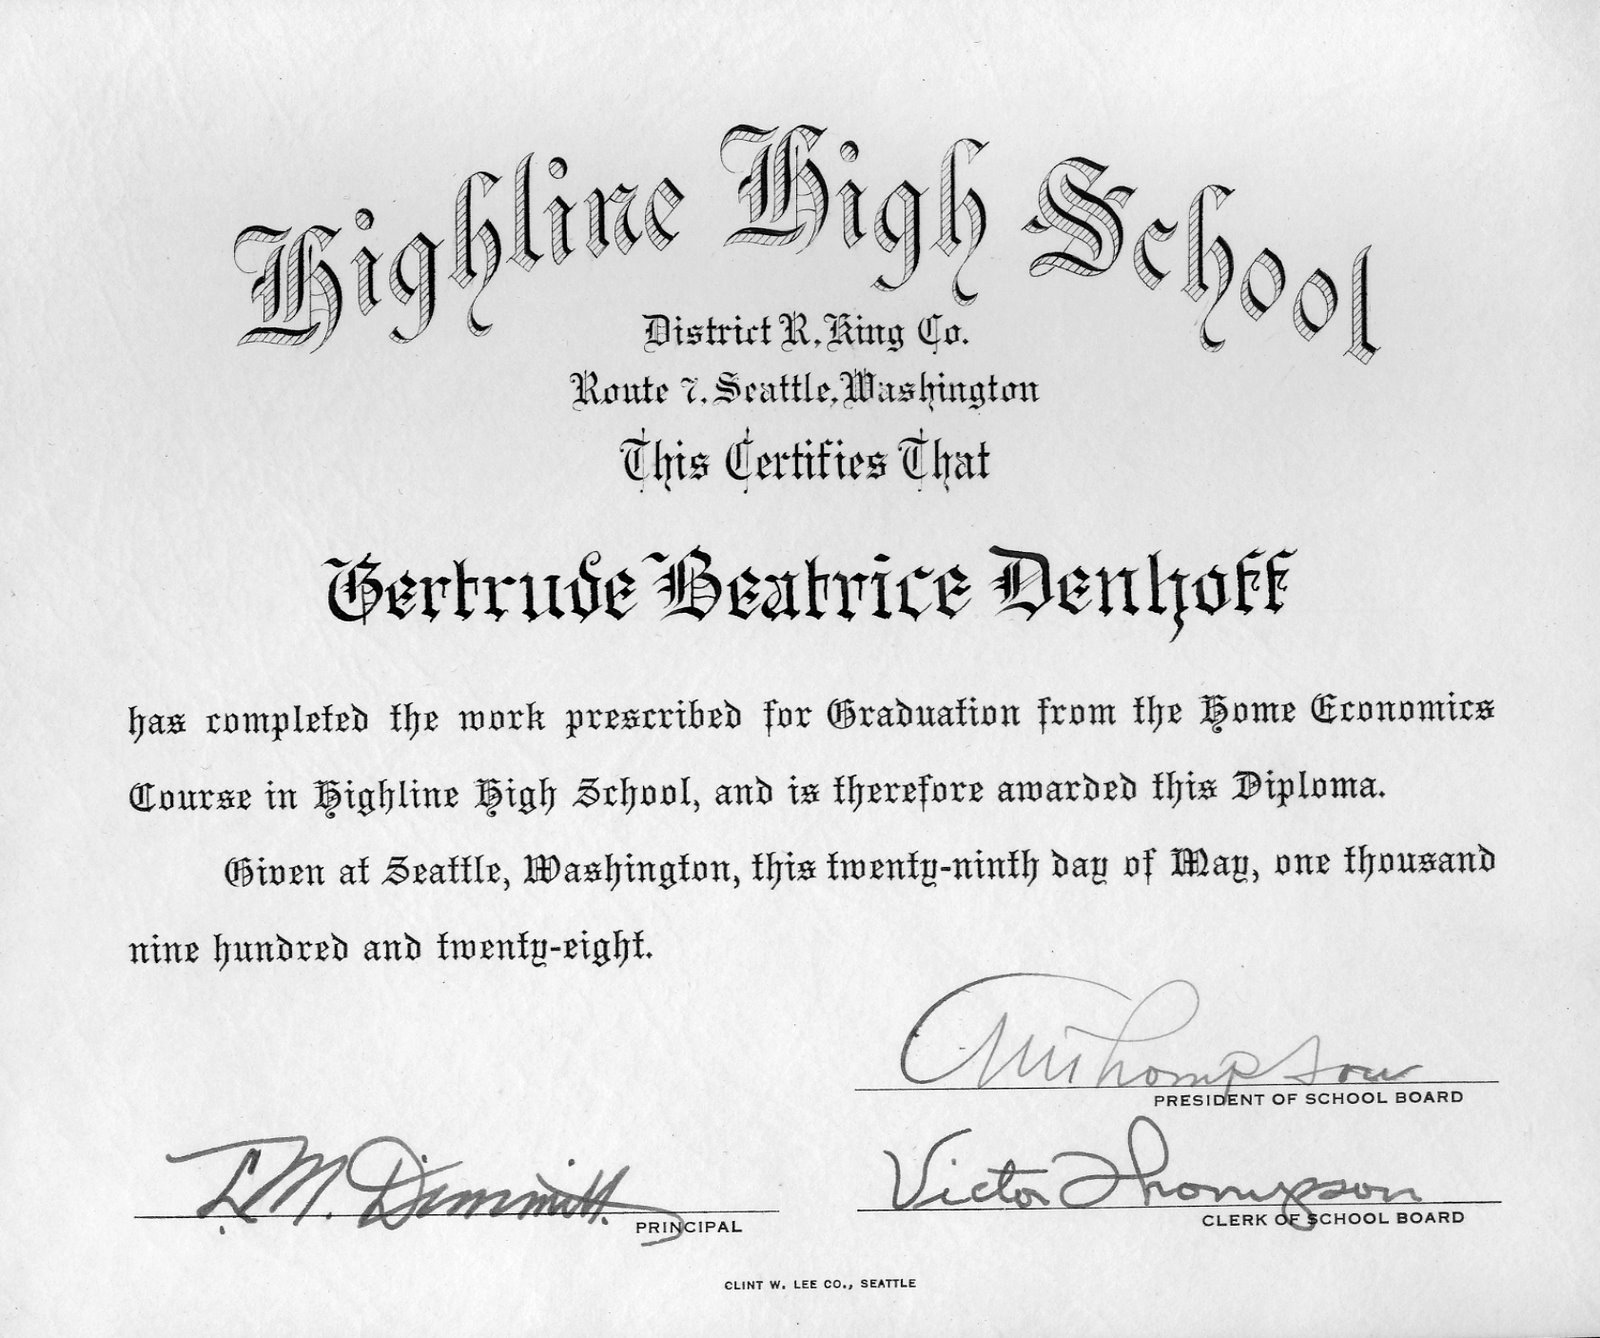 Highline High School
District R, King Co.
Route 7, Seattle, Washington
This Certifies That
Gertrude Beatrice Denhoff
has completed the work prescribed for Graduation from the Home Economics
Course in Highline High School, and is therefore awarded this Diploma.
Given at Seattle, Washington, this twenty-ninth day of May, one thousand
nine hundred and twenty-eight.
Thompson
PRESIDENT OF SCHOOL BOARD
M. Dimmitt
PRINCIPAL
Victor Thompson
CLERK OF SCHOOL BOARD
CLINT W. LEE CO., SEATTLE